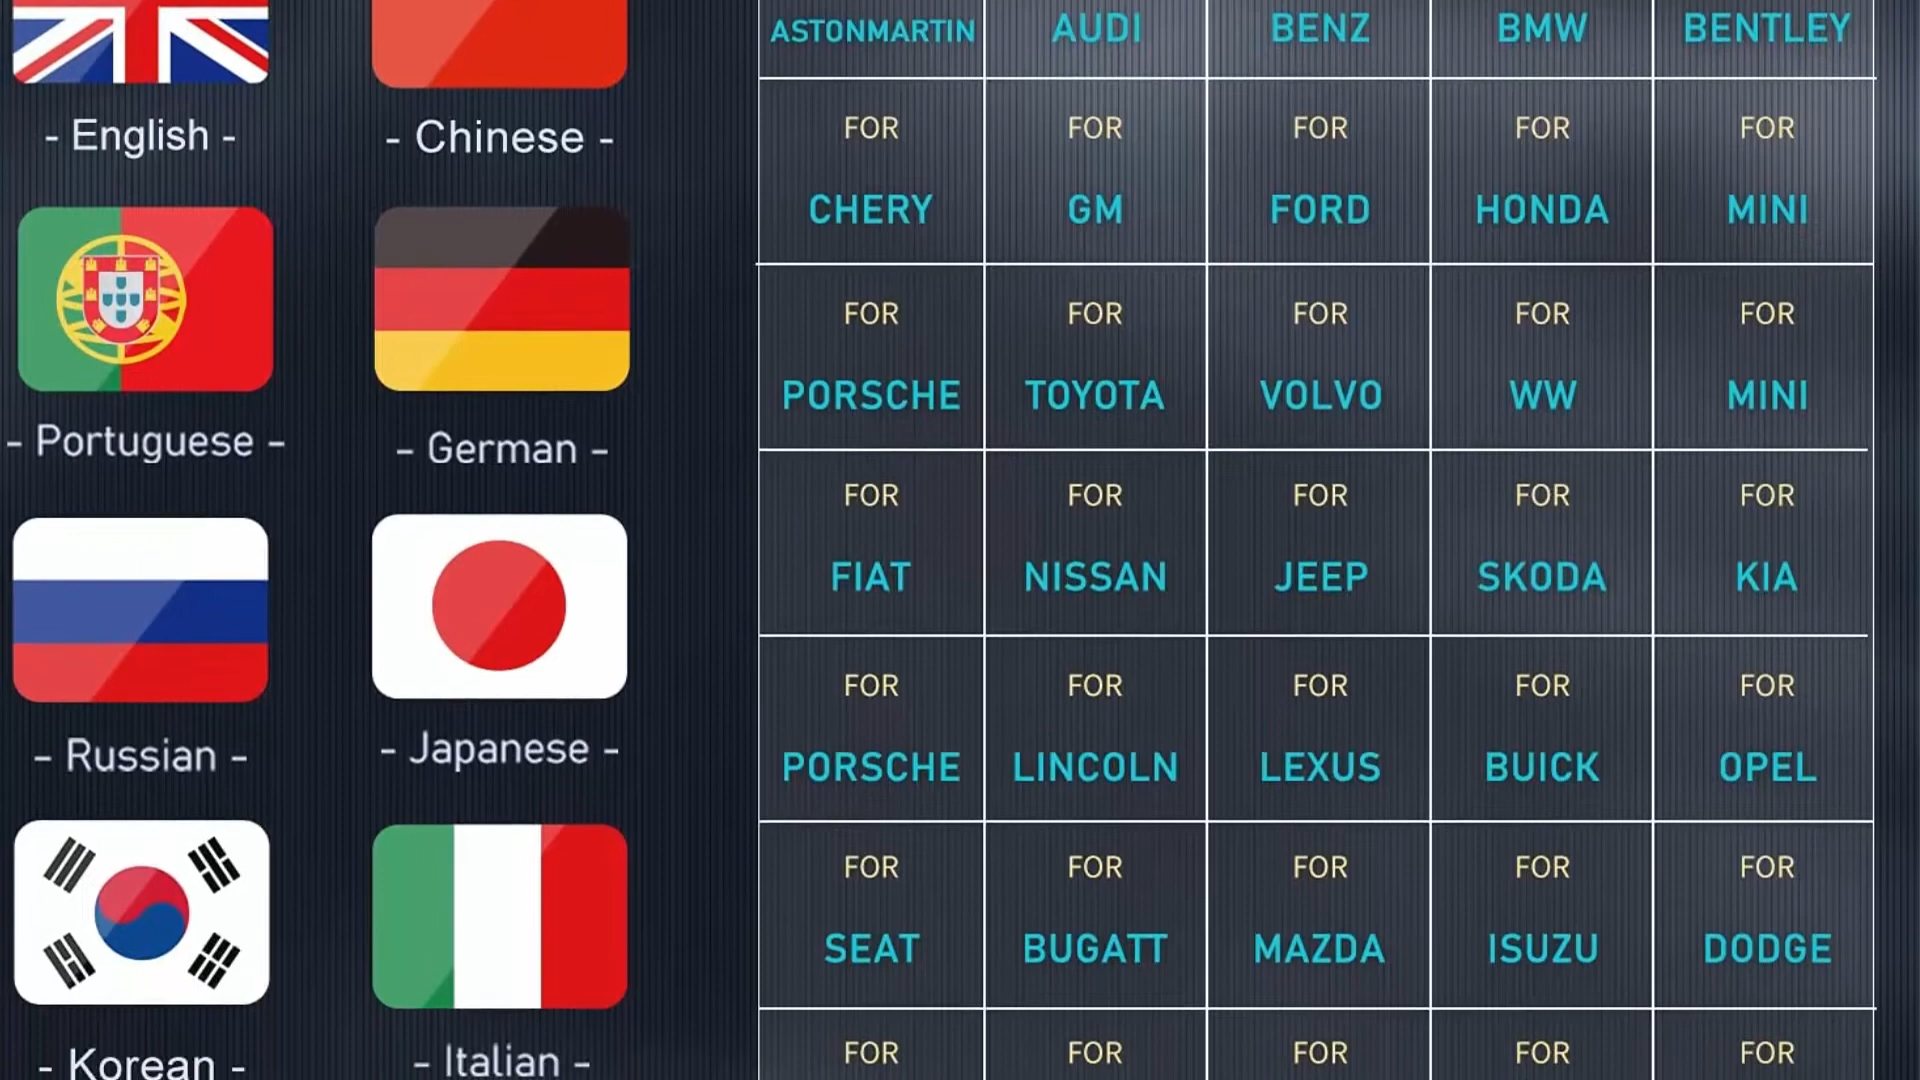 ASTONMARTIN AUDI BENZ BMW BENTLEY
- English - - Chinese -
FOR FOR FOR FOR FOR
CHERY GM FORD HONDA MINI
- Portuguese - - German -
FOR FOR FOR FOR FOR
PORSCHE TOYOTA VOLVO WW MINI
FOR FOR FOR FOR FOR
FIAT NISSAN JEEP SKODA KIA
- Russian - - Japanese -
FOR FOR FOR FOR FOR
PORSCHE LINCOLN LEXUS BUICK OPEL
FOR FOR FOR FOR FOR
SEAT BUGATT MAZDA ISUZU DODGE
- Korean - - Italian -
FOR FOR FOR FOR FOR